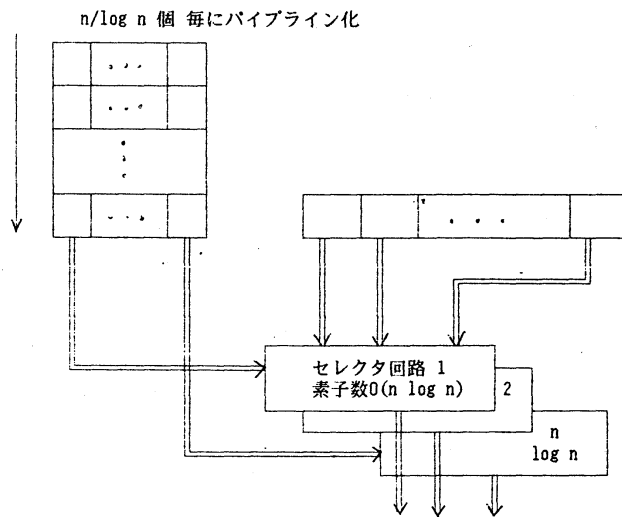 n/log n 個 毎にパイプライン化
セレクタ回路 1
素子数O(n log n)
2
n
log n